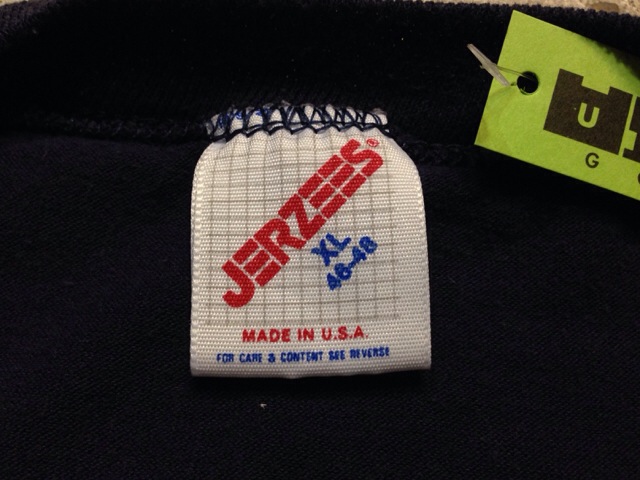 JERZEES®
XL
46-48
MADE IN U.S.A.
FOR CARE & CONTENT SEE REVERSE
U
G